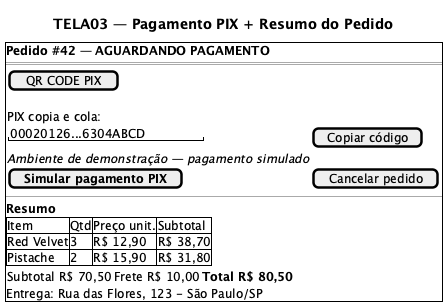 TELA03 — Pagamento PIX + Resumo do Pedido
Pedido #42 — AGUARDANDO PAGAMENTO
QR CODE PIX
PIX copia e cola:
00020126...6304ABCD
Copiar código
Ambiente de demonstração — pagamento simulado
Simular pagamento PIX
Cancelar pedido
Resumo
Item Qtd Preço unit. Subtotal
Red Velvet 3 R$ 12,90 R$ 38,70
Pistache 2 R$ 15,90 R$ 31,80
Subtotal R$ 70,50 Frete R$ 10,00 Total R$ 80,50
Entrega: Rua das Flores, 123 - São Paulo/SP